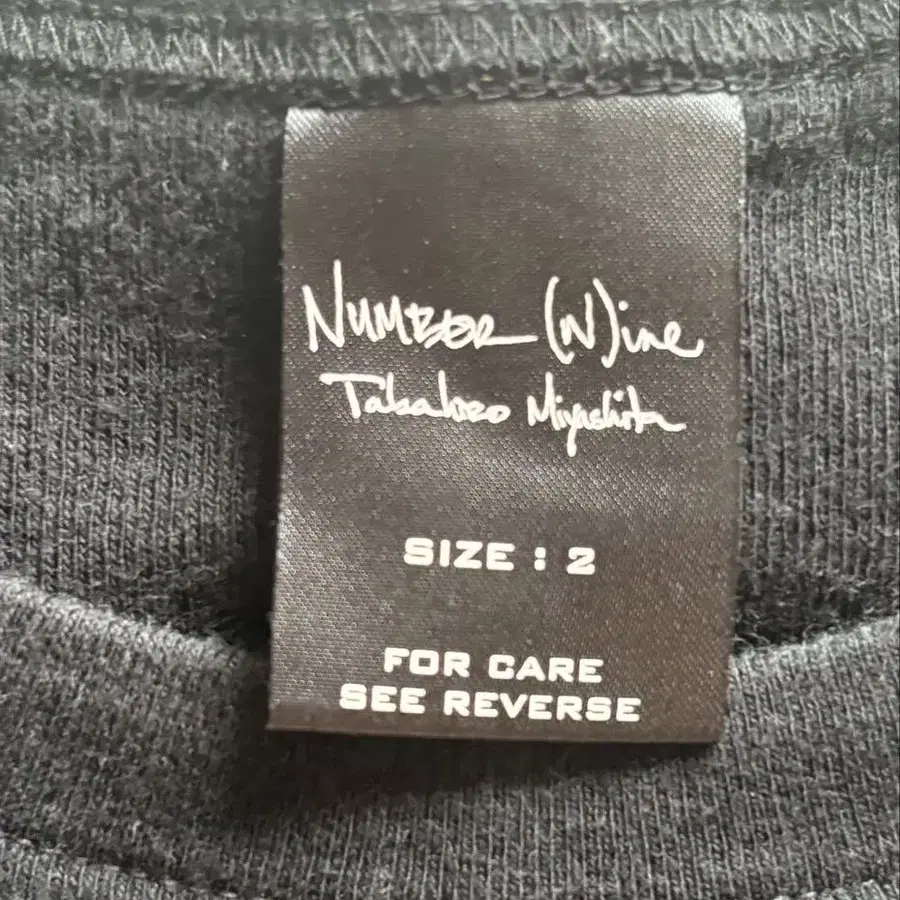 NUMBER (N)ine
Takahiro Miyashita
SIZE : 2
FOR CARE
SEE REVERSE